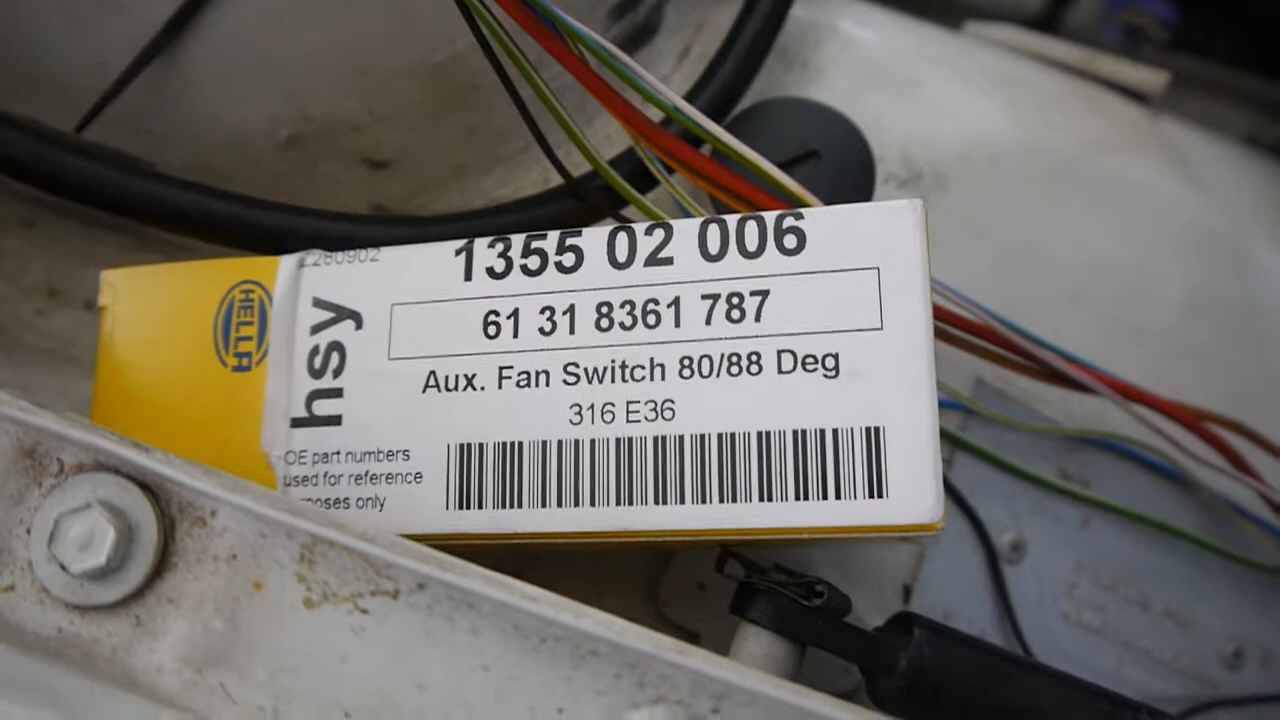 HELLA
hsy
1355 02 006
61 31 8361 787
Aux. Fan Switch 80/88 Deg
316 E36
OE part numbers
used for reference
only